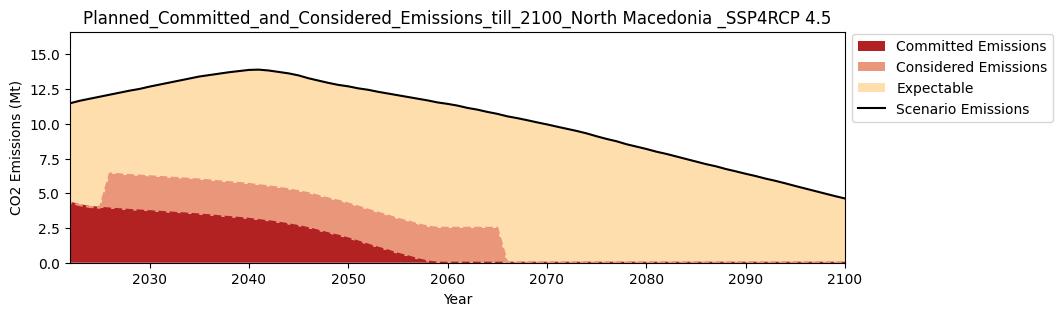 Planned_Committed_and_Considered_Emissions_till_2100_North Macedonia _SSP4RCP 4.5
CO2 Emissions (Mt)
15.0
12.5
10.0
7.5
5.0
2.5
0.0
2030 2040 2050 2060 2070 2080 2090 2100
Year
Committed Emissions
Considered Emissions
Expectable
Scenario Emissions